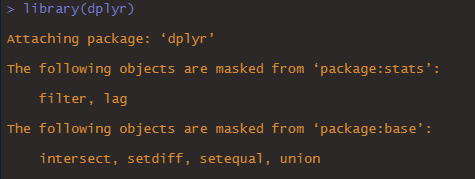 > library(dplyr)
Attaching package: ‘dplyr’
The following objects are masked from ‘package:stats’:
filter, lag
The following objects are masked from ‘package:base’:
intersect, setdiff, setequal, union